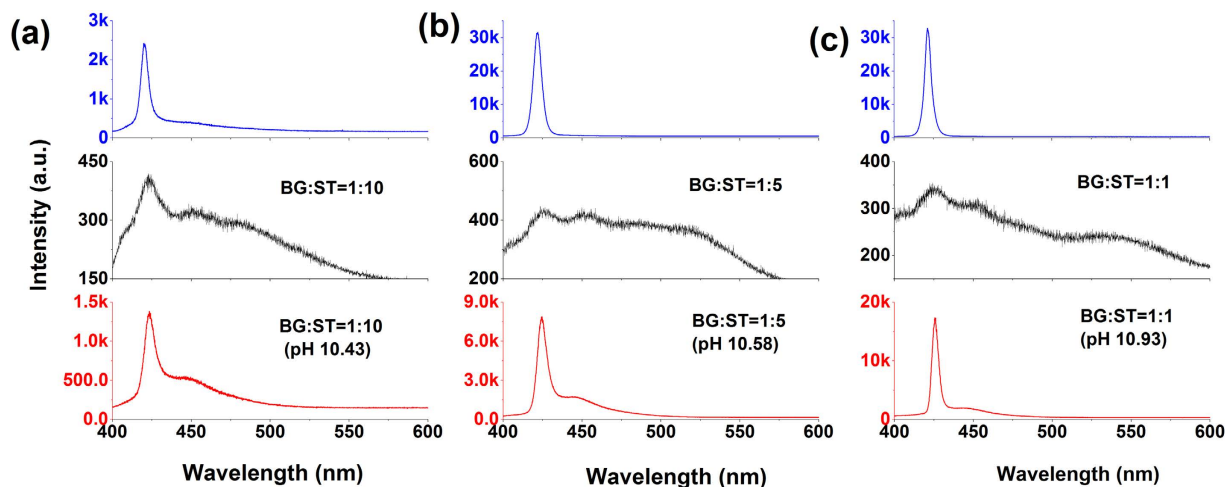 (a)
3k
2k
1k
0
Intensity (a.u.)
450
300
150
BG:ST=1:10
1.5k
1.0k
500.0
0.0
BG:ST=1:10
(pH 10.43)
400 450 500 550 600
Wavelength (nm)
(b)
30k
20k
10k
0
600
400
200
BG:ST=1:5
9.0k
6.0k
3.0k
0.0
BG:ST=1:5
(pH 10.58)
400 450 500 550 600
Wavelength (nm)
(c)
30k
20k
10k
0
400 450 500 550 600
400
300
200
BG:ST=1:1
20k
10k
0
BG:ST=1:1
(pH 10.93)
400 450 500 550 600
Wavelength (nm)